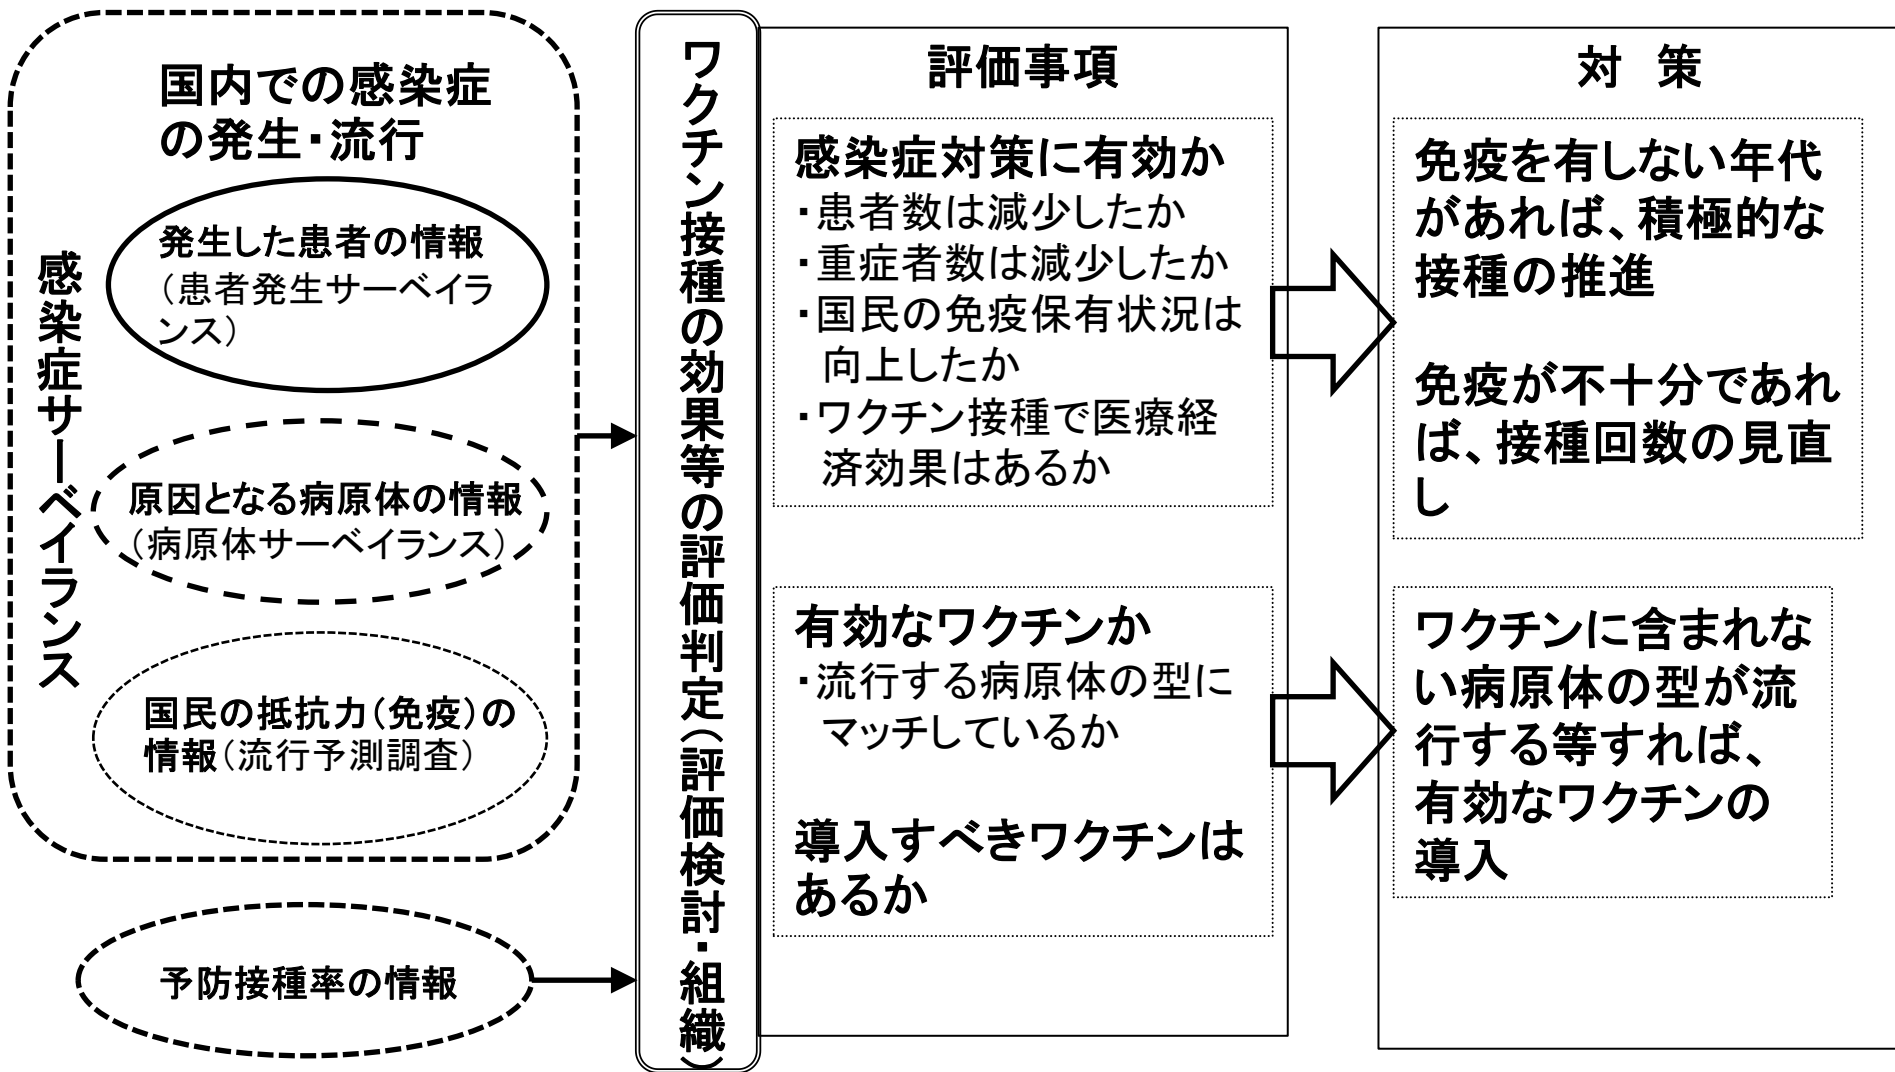 国内での感染症
の発生・流行
感染症サーベイランス
発生した患者の情報
（患者発生サーベイラ
ンス）
原因となる病原体の情報
（病原体サーベイランス）
国民の抵抗力（免疫）の
情報（流行予測調査）
予防接種率の情報
ワクチン接種の効果等の評価判定（評価検討・組織）
評価事項
感染症対策に有効か
・患者数は減少したか
・重症者数は減少したか
・国民の免疫保有状況は
向上したか
・ワクチン接種で医療経
済効果はあるか
有効なワクチンか
・流行する病原体の型に
マッチしているか
導入すべきワクチンは
あるか
対　策
免疫を有しない年代
があれば、積極的な
接種の推進
免疫が不十分であれ
ば、接種回数の見直
し
ワクチンに含まれな
い病原体の型が流
行する等すれば、
有効なワクチンの
導入